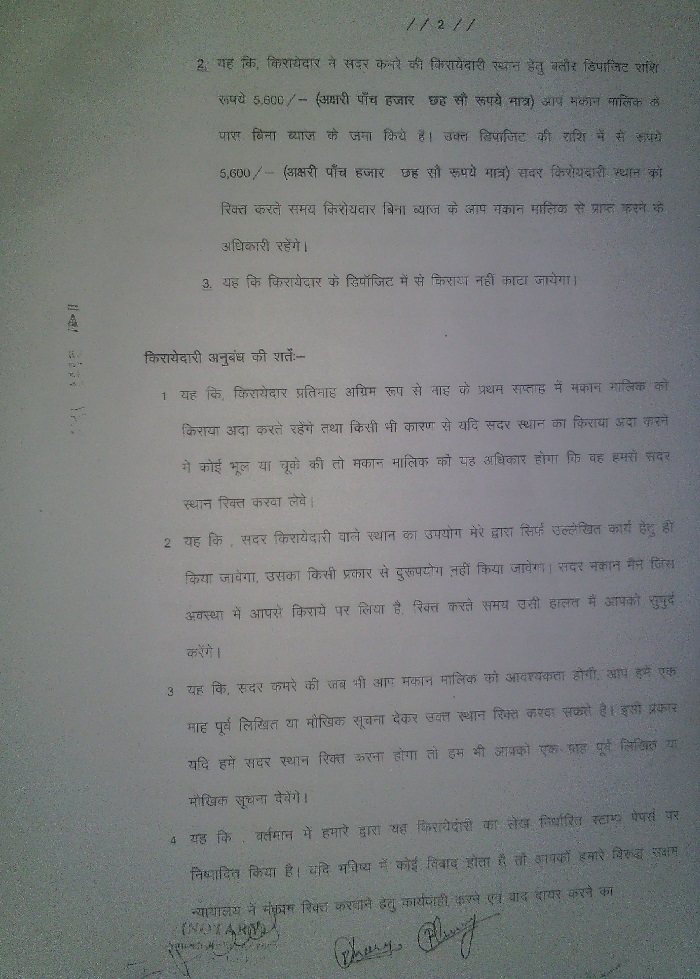 //2//
2. यह कि, किरायेदार ने सदर कमरे की किरायेदारी स्थान हेतु बतौर डिपाजिट राशि
रूपये 5,600/- (अक्षरी पाँच हजार छह सौ रूपये मात्र) आप मकान मालिक के
पास बिना ब्याज के जमा किये है। उक्त डिपाजिट की राशि में से रूपये
5,600/- (अक्षरी पाँच हजार छह सौ रूपये मात्र) सदर किरायेदारी स्थान को
रिक्त करते समय किरायेदार बिना ब्याज के आप मकान मालिक से प्राप्त करने के
अधिकारी रहेंगे।
3. यह कि किरायेदार के डिपॉजिट में से किराया नहीं काटा जायेगा।
किरायेदारी अनुबंध की शर्तेः-
1 यह कि, किरायेदार प्रतिमाह अग्रिम रूप से माह के प्रथम सप्ताह में मकान मालिक को
किराया अदा करते रहेंगे तथा किसी भी कारण से यदि सदर स्थान का किराया अदा करने
मे कोई भूल या चूके की तो मकान मालिक को यह अधिकार होगा कि वह हमसे सदर
स्थान रिक्त करवा लेवे।
2 यह कि , सदर किरायेदारी वाले स्थान का उपयोग मेरे द्वारा सिर्फ उल्लेखित कार्य हेतु ही
किया जावेगा, उसका किसी प्रकार से दुरूपयोग नहीं किया जावेगा। सदर मकान मैने जिस
अवस्था में आपसे किराये पर लिया है, रिक्त करते समय उसी हालत में आपको सुपुर्द
करेंगे।
3 यह कि, सदर कमरे की जब भी आप मकान मालिक को आवश्यकता होगी, आप हमे एक
माह पूर्व लिखित या मौखिक सूचना देकर उक्त स्थान रिक्त करवा सकते है। इसी प्रकार
यदि हमें सदर स्थान रिक्त करना होगा तो हम भी आपको एक माह पूर्व लिखित या
मौखिक सूचना देवेंगे।
4 यह कि , वर्तमान में हमारे द्वारा यह किरायेदारी का लेख निर्धारित स्टाम्प पेपर्स पर
निष्पादित किया है। यदि भविष्य में कोई विवाद होता है तो आपको हमारे विरूद्ध सक्षम
न्यायालय में मकान रिक्त करवाने हेतु कार्यवाही करने एवं वाद दायर करने का
(NOTARY)